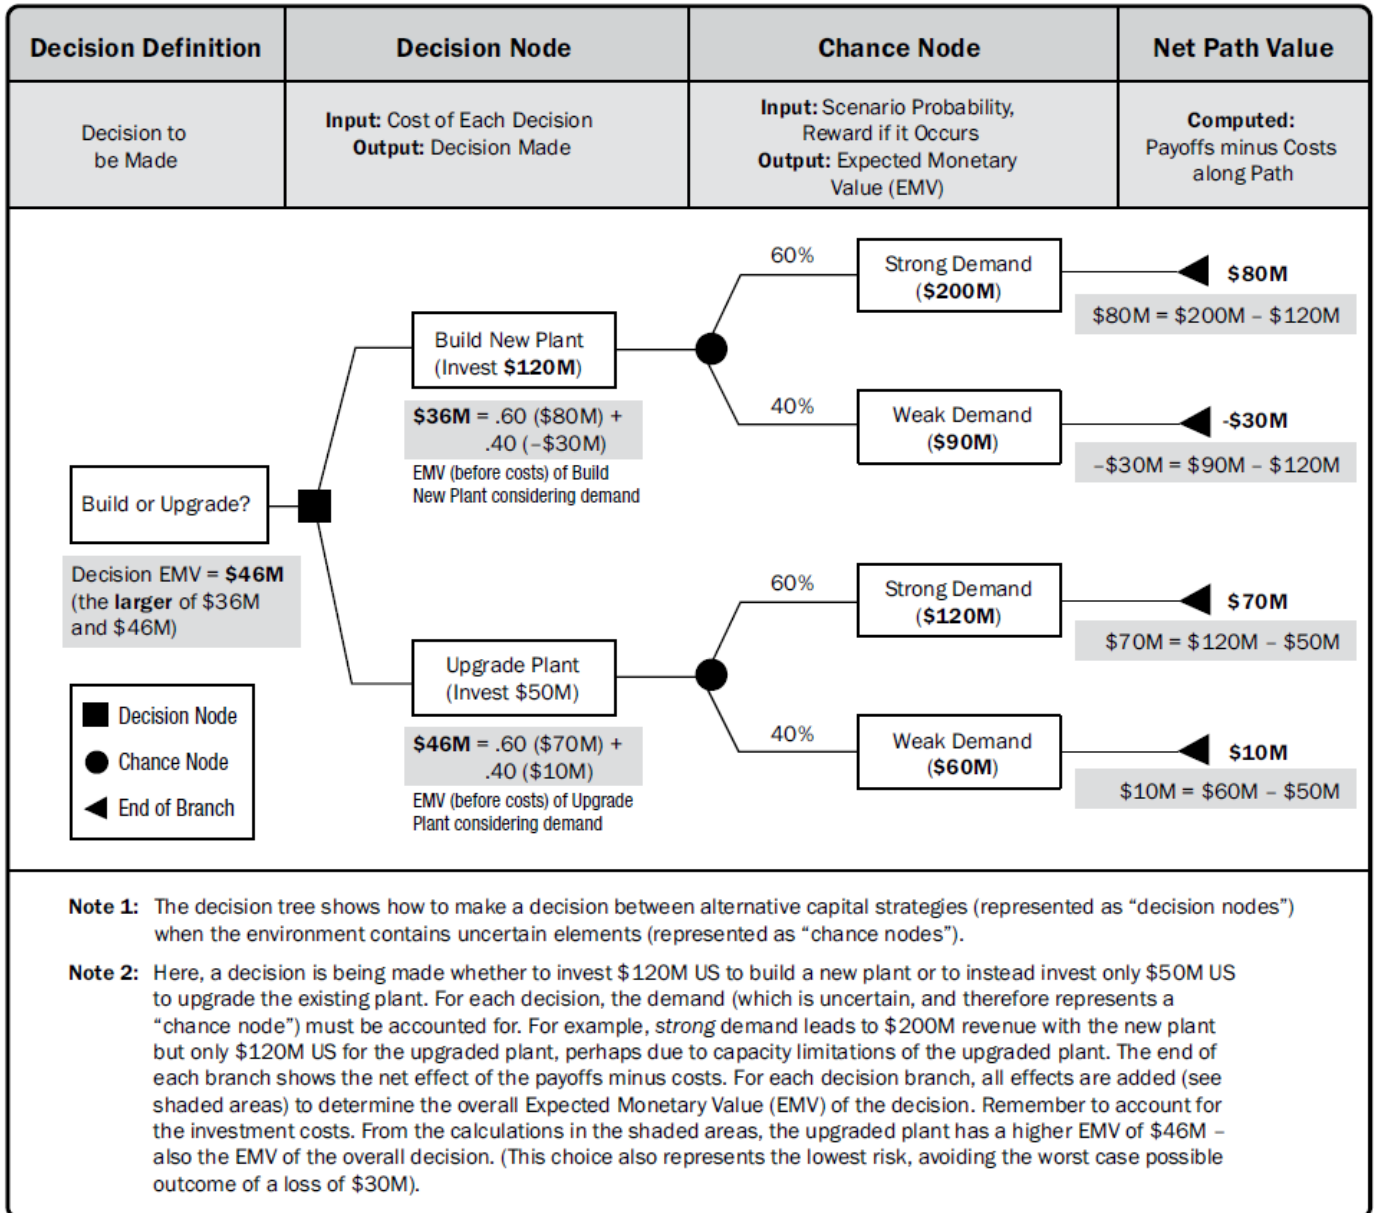 Decision Definition
Decision Node
Chance Node
Net Path Value
Decision to
be Made
Input: Cost of Each Decision
Output: Decision Made
Input: Scenario Probability,
Reward if it Occurs
Output: Expected Monetary
Value (EMV)
Computed:
Payoffs minus Costs
along Path
Build or Upgrade?
Decision EMV = $46M
(the larger of $36M
and $46M)
Decision Node
Chance Node
End of Branch
Build New Plant
(Invest $120M)
$36M = .60 ($80M) +
.40 (–$30M)
EMV (before costs) of Build
New Plant considering demand
Upgrade Plant
(Invest $50M)
$46M = .60 ($70M) +
.40 ($10M)
EMV (before costs) of Upgrade
Plant considering demand
60%
Strong Demand
($200M)
$80M
$80M = $200M – $120M
40%
Weak Demand
($90M)
-$30M
–$30M = $90M – $120M
60%
Strong Demand
($120M)
$70M
$70M = $120M – $50M
40%
Weak Demand
($60M)
$10M
$10M = $60M – $50M
Note 1: The decision tree shows how to make a decision between alternative capital strategies (represented as “decision nodes”)
when the environment contains uncertain elements (represented as “chance nodes”).
Note 2: Here, a decision is being made whether to invest $120M US to build a new plant or to instead invest only $50M US
to upgrade the existing plant. For each decision, the demand (which is uncertain, and therefore represents a
“chance node”) must be accounted for. For example, strong demand leads to $200M revenue with the new plant
but only $120M US for the upgraded plant, perhaps due to capacity limitations of the upgraded plant. The end of
each branch shows the net effect of the payoffs minus costs. For each decision branch, all effects are added (see
shaded areas) to determine the overall Expected Monetary Value (EMV) of the decision. Remember to account for
the investment costs. From the calculations in the shaded areas, the upgraded plant has a higher EMV of $46M –
also the EMV of the overall decision. (This choice also represents the lowest risk, avoiding the worst case possible
outcome of a loss of $30M).